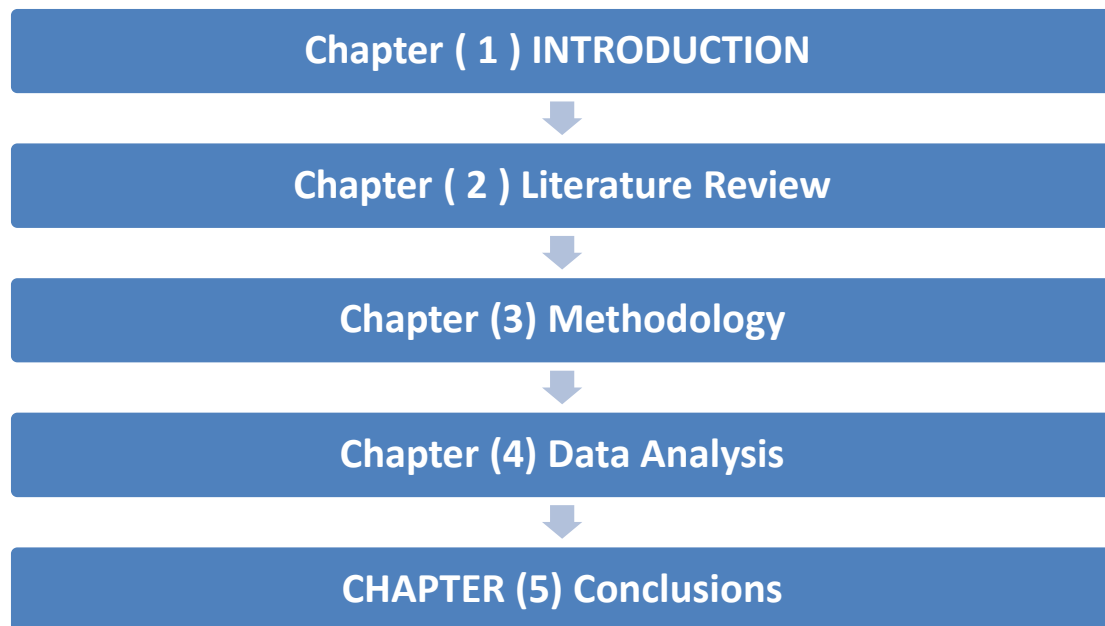 Chapter ( 1 ) INTRODUCTION
Chapter ( 2 ) Literature Review
Chapter (3) Methodology
Chapter (4) Data Analysis
CHAPTER (5) Conclusions